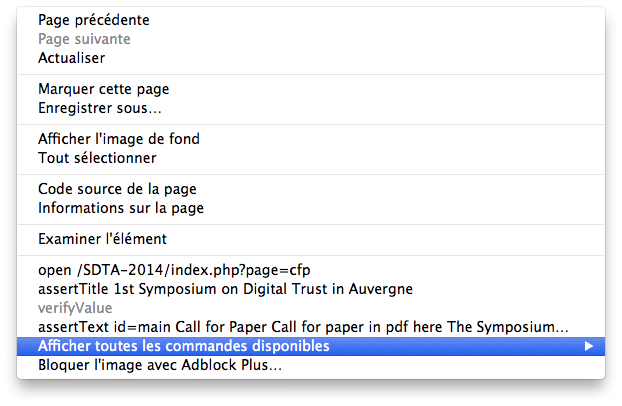 Page précédente
Page suivante
Actualiser
Marquer cette page
Enregistrer sous...
Afficher l'image de fond
Tout sélectionner
Code source de la page
Informations sur la page
Examiner l'élément
open /SDTA-2014/index.php?page=cfp
assertTitle 1st Symposium on Digital Trust in Auvergne
verifyValue
assertText id=main Call for Paper Call for paper in pdf here The Symposium...
Afficher toutes les commandes disponibles
Bloquer l'image avec Adblock Plus...